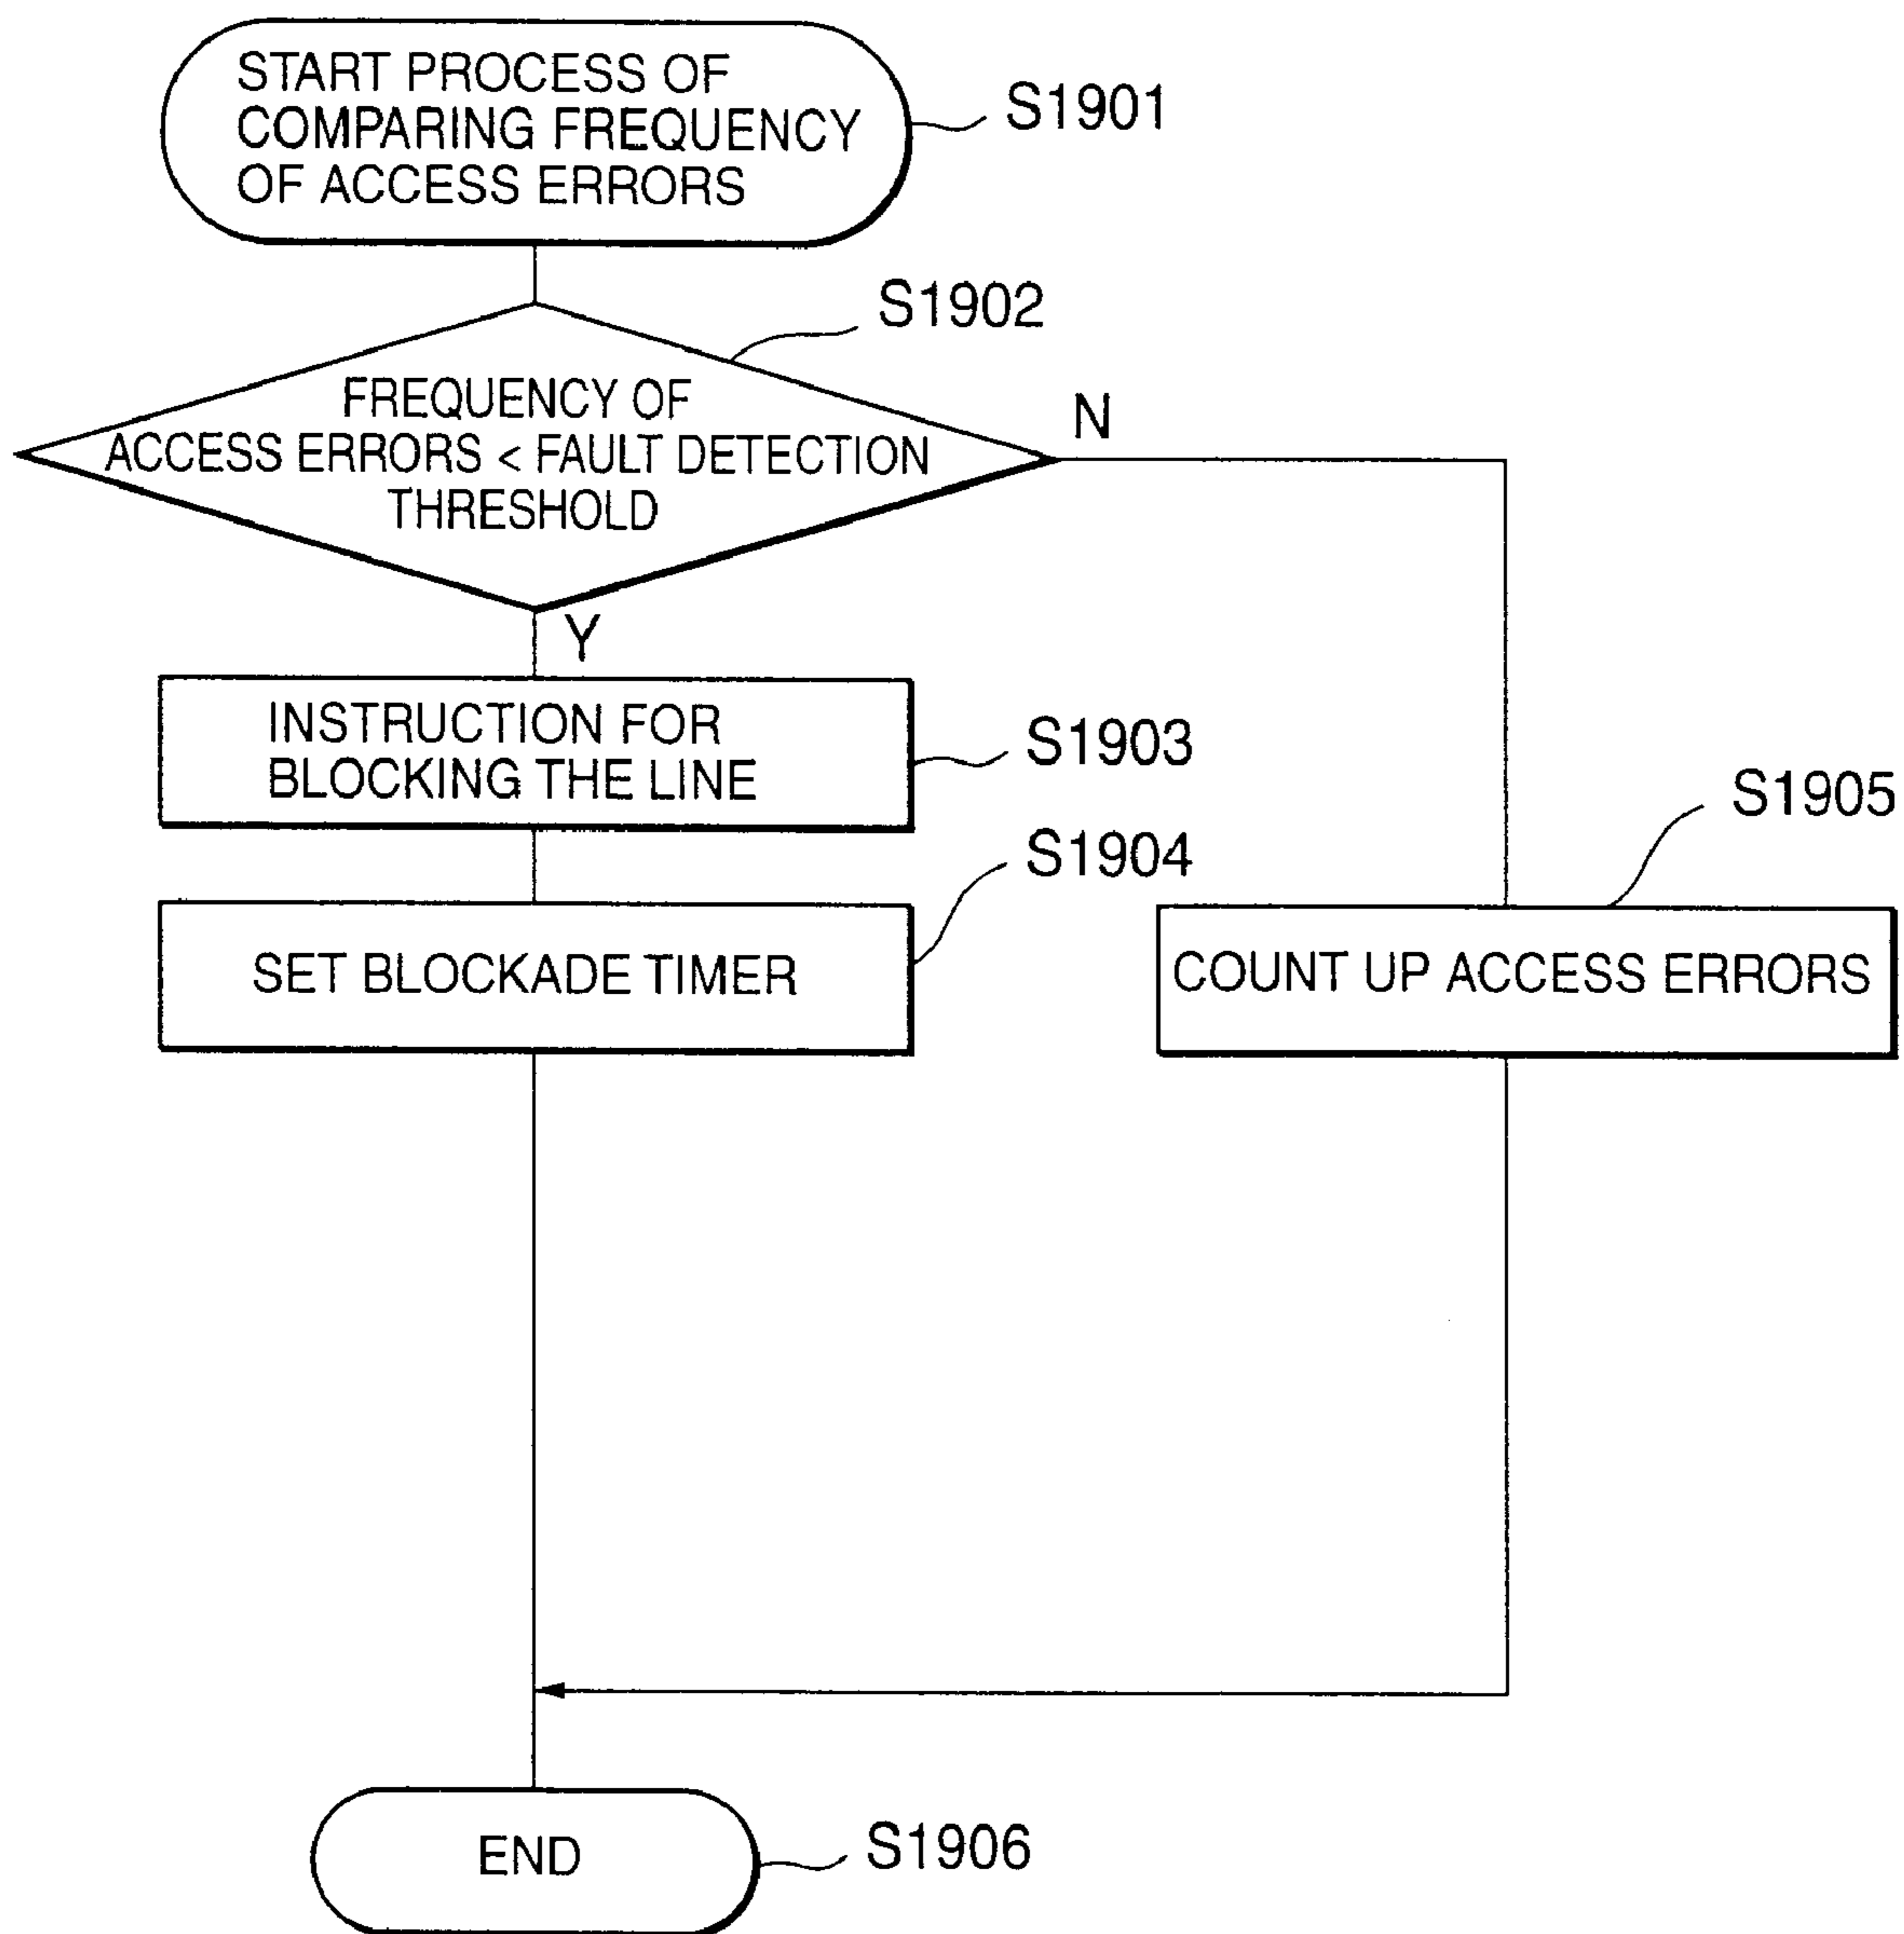 START PROCESS OF
COMPARING FREQUENCY
OF ACCESS ERRORS
S1901
S1902
FREQUENCY OF
ACCESS ERRORS < FAULT DETECTION
THRESHOLD
N
Y
INSTRUCTION FOR
BLOCKING THE LINE
S1903
S1904
S1905
SET BLOCKADE TIMER
COUNT UP ACCESS ERRORS
END
S1906